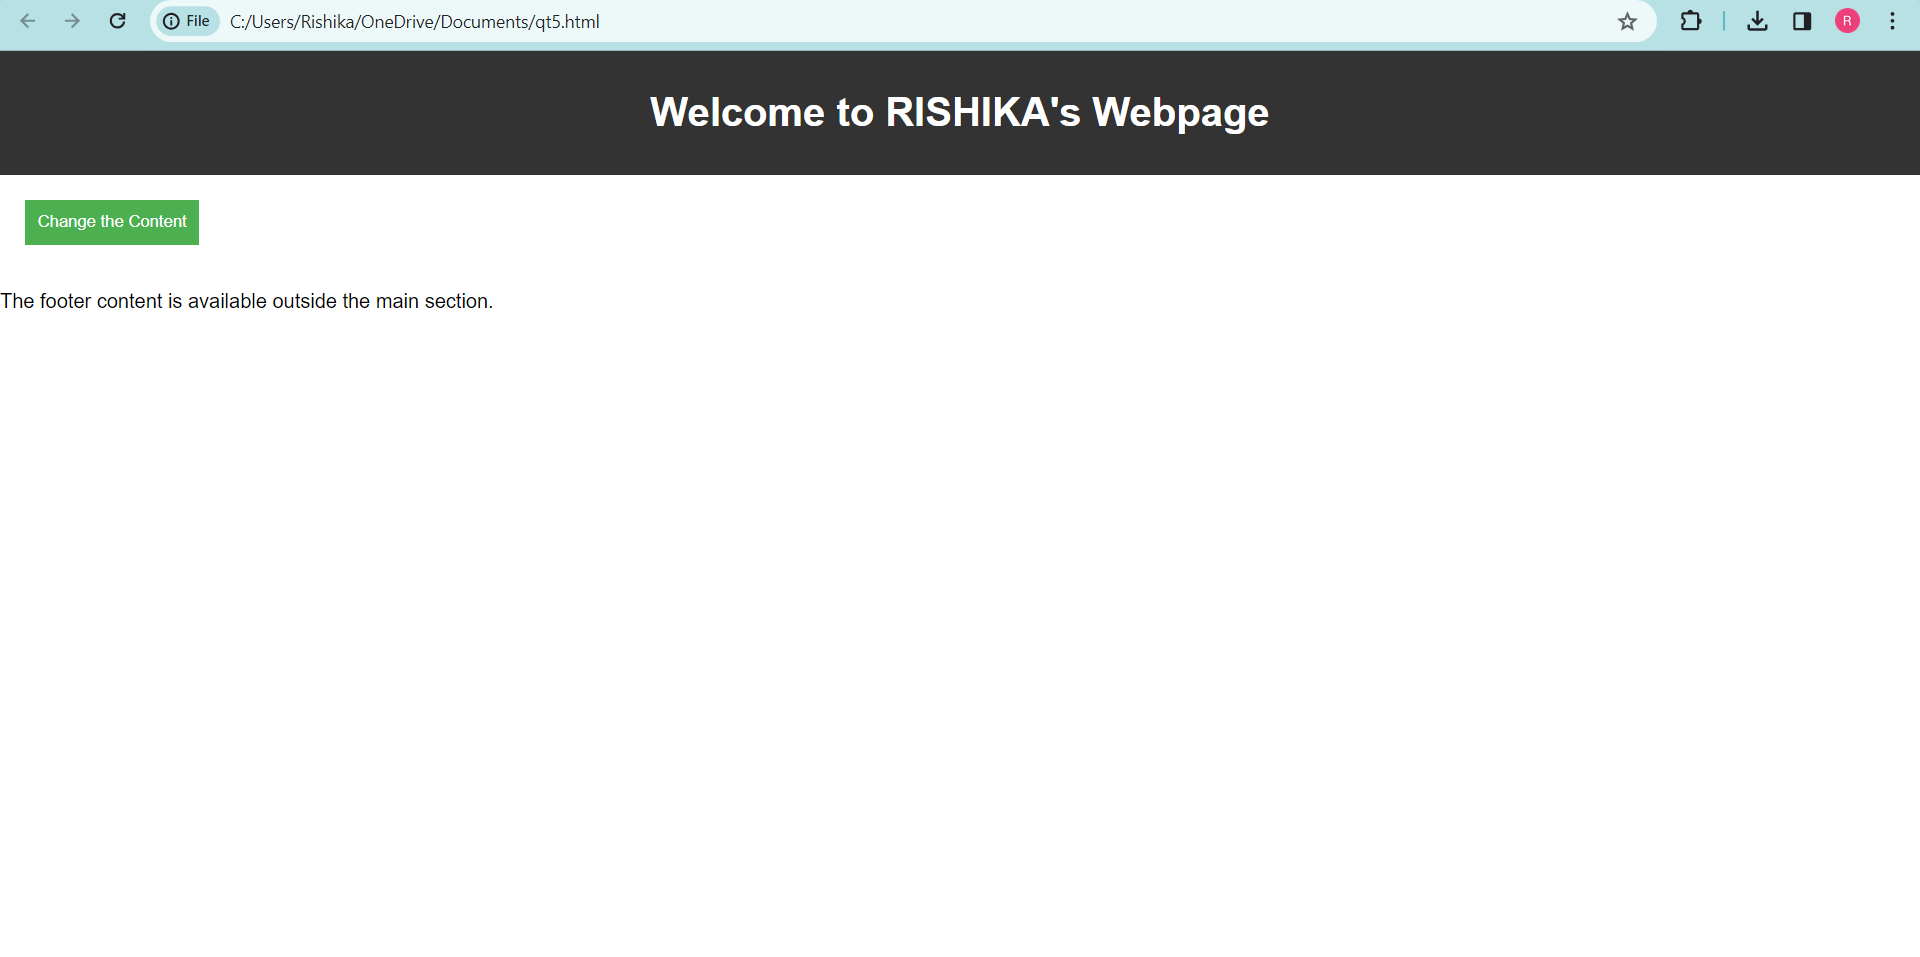 File C:/Users/Rishika/OneDrive/Documents/qt5.html R
Welcome to RISHIKA's Webpage
Change the Content
The footer content is available outside the main section.